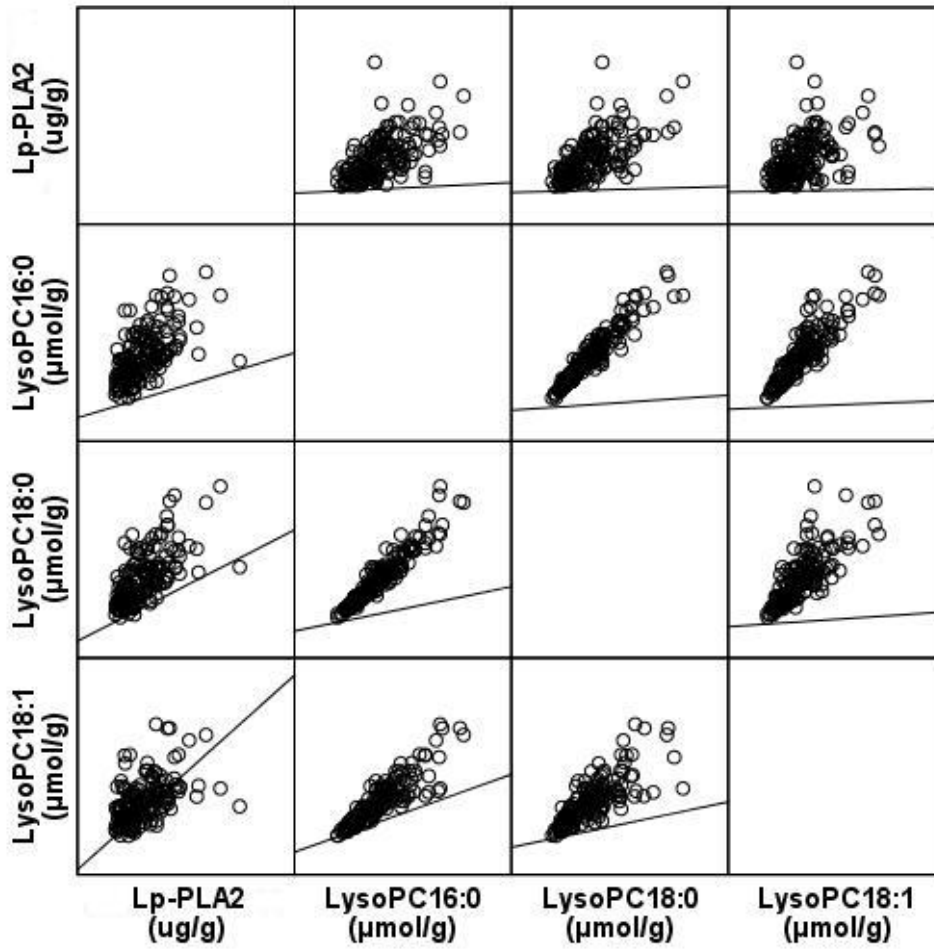 Lp-PLA2
(ug/g)
LysoPC16:0
(µmol/g)
LysoPC18:0
(µmol/g)
LysoPC18:1
(µmol/g)
Lp-PLA2
(ug/g)
LysoPC16:0
(µmol/g)
LysoPC18:0
(µmol/g)
LysoPC18:1
(µmol/g)